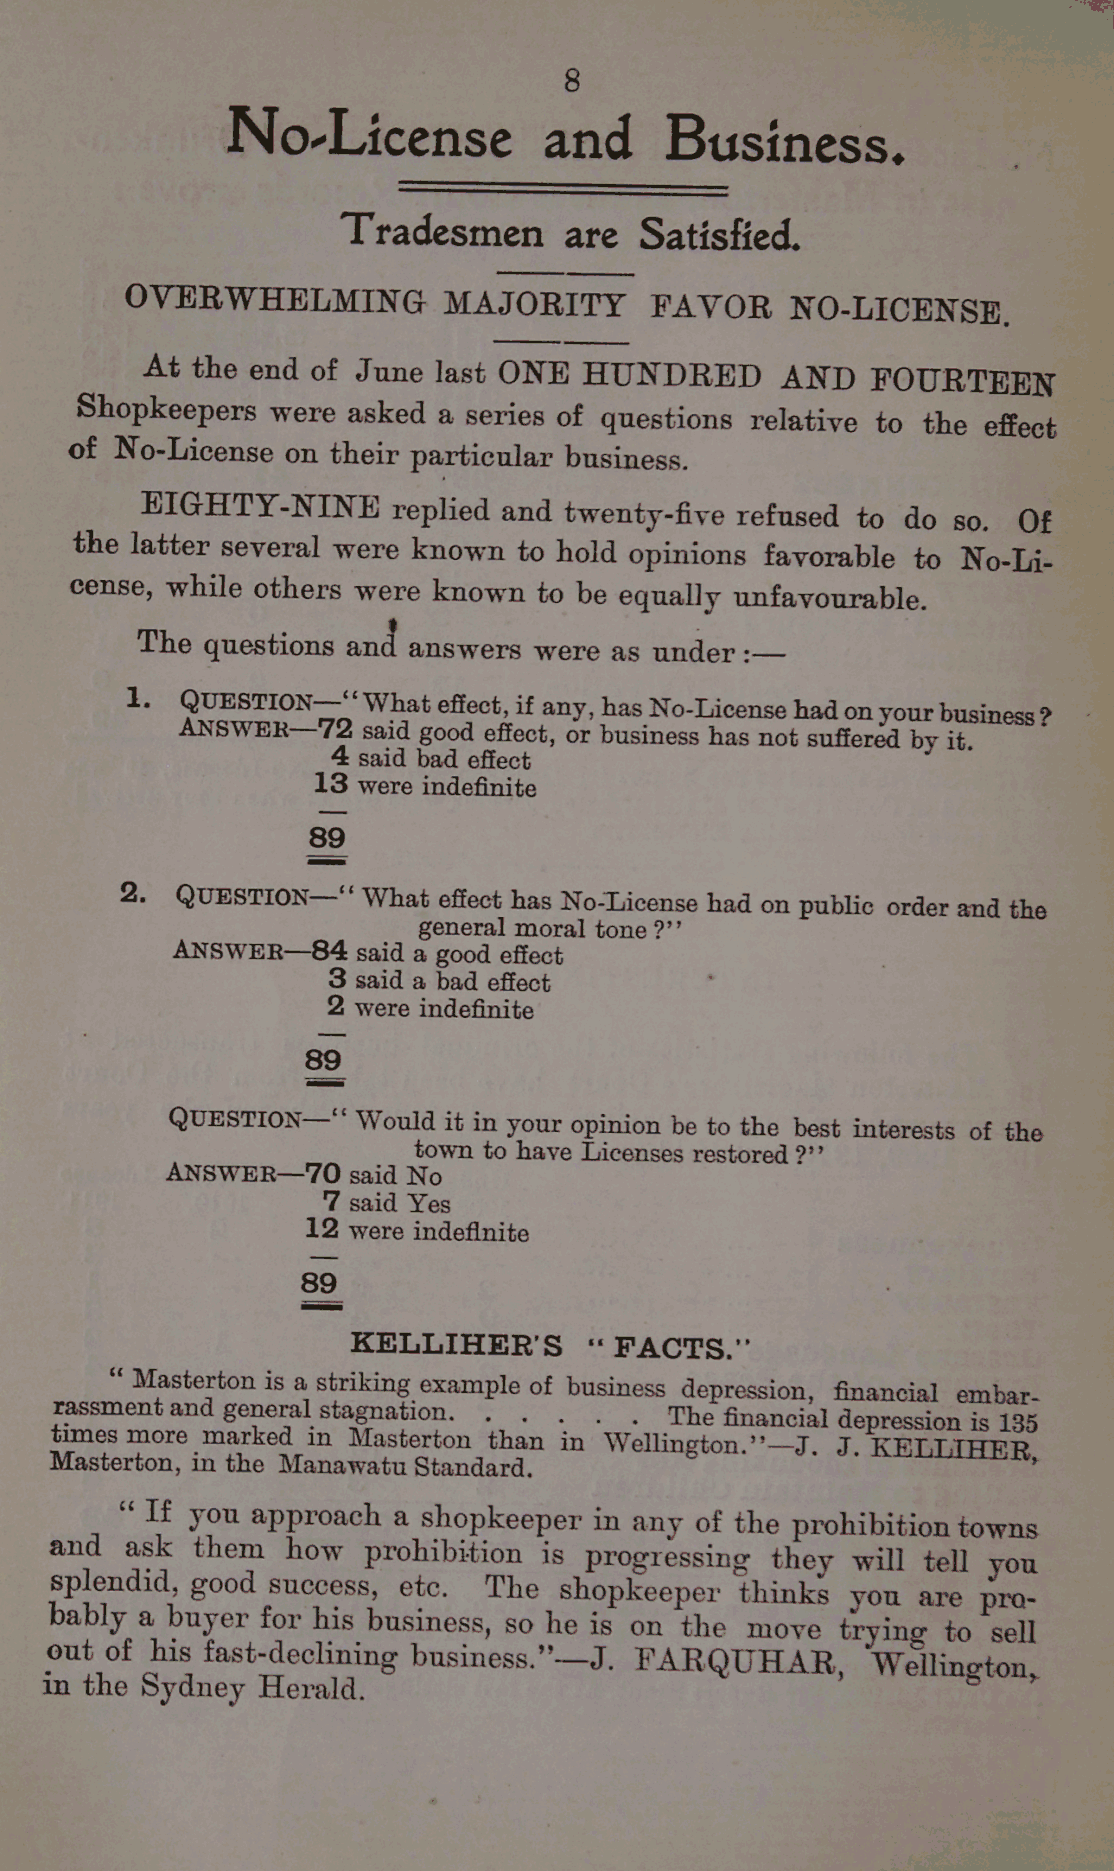 8
No-License and Business.
Tradesmen are Satisfied.
OVERWHELMING MAJORITY FAVOR NO-LICENSE.
At the end of June last ONE HUNDRED AND FOURTEEN
Shopkeepers were asked a series of questions relative to the effect
of No-License on their particular business.
EIGHTY-NINE replied and twenty-five refused to do so. Of
the latter several were known to hold opinions favorable to No-Li-
cense, while others were known to be equally unfavourable.
The questions and answers were as under :—
1. QUESTION—“What effect, if any, has No-License had on your business?
ANSWER—72 said good effect, or business has not suffered by it.
4 said bad effect
13 were indefinite
89
2. QUESTION—“ What effect has No-License had on public order and the
general moral tone ?”
ANSWER—84 said a good effect
3 said a bad effect
2 were indefinite
89
QUESTION—“ Would it in your opinion be to the best interests of the
town to have Licenses restored ?”
ANSWER—70 said No
7 said Yes
12 were indefinite
89
KELLIHER'S “ FACTS.”
“ Masterton is a striking example of business depression, financial embar-
rassment and general stagnation. . . . . . . The financial depression is 135
times more marked in Masterton than in Wellington.”—J. J. KELLIHER,
Masterton, in the Manawatu Standard.
“ If you approach a shopkeeper in any of the prohibition towns
and ask them how prohibition is progressing they will tell you
splendid, good success, etc. The shopkeeper thinks you are pro-
bably a buyer for his business, so he is on the move trying to sell
out of his fast-declining business.”—J. FARQUHAR, Wellington,
in the Sydney Herald.